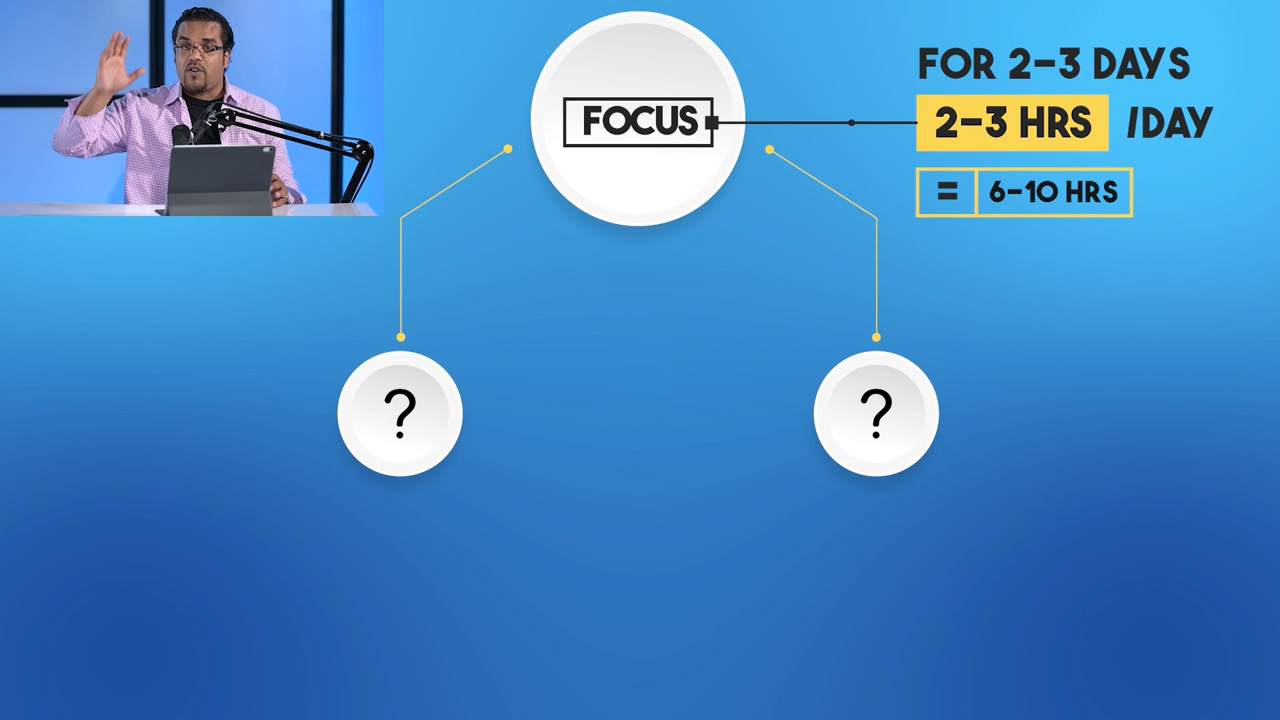 FOCUS
FOR 2-3 DAYS
2-3 HRS /DAY
= 6-10 HRS
?
?